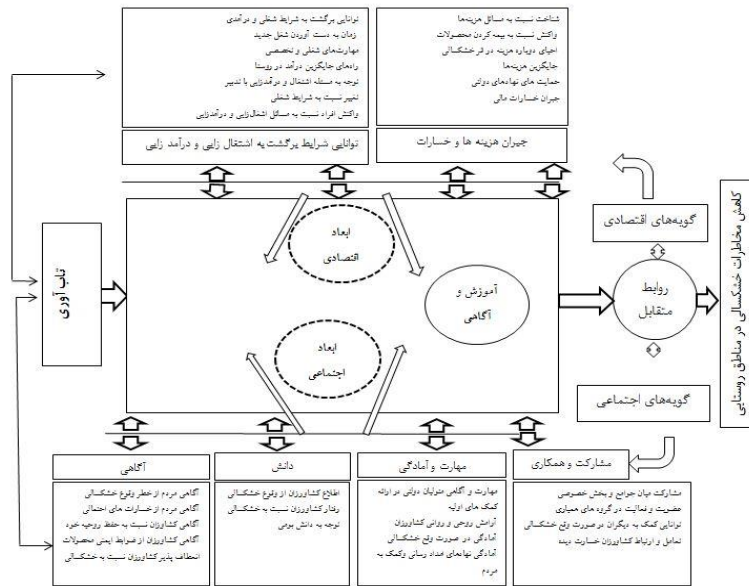 توانایی برگشت به شرایط شغلی و درآمدی
زمان به دست آوردن شغل جدید
مهارت‌های شغلی و تخصصی
راه‌های جایگزین درآمد در روستا
توجه به مسئله اشتغال و درآمدزایی با تدبیر
تغییر نسبت به شرایط شغلی
واکنش افراد نسبت به مسائل اشتغال‌زایی و درآمدزایی
توانایی شرایط برگشت به اشتغال زایی و درآمد زایی
شناخت نسبت به مسائل هزینه‌ها
واکنش نسبت به بیمه کردن محصولات
احیای دوباره هزینه در اثر خشکسالی
جایگزین هزینه‌ها
حمایت های نهادهای دولتی
جبران خسارات مالی
جبران هزینه ها و خسارات
تاب آوری
ابعاد
اقتصادی
ابعاد
اجتماعی
آموزش و
آگاهی
گویه‌های اقتصادی
روابط
متقابل
گویه‌های اجتماعی
کاهش مخاطرات خشکسالی در مناطق روستایی
آگاهی
آگاهی مردم از خطر وقوع خشکسالی
آگاهی مردم از خسارات های احتمالی
آگاهی کشاورزان نسبت به حفظ روحیه خود
آگاهی کشاورزان از ضوابط ایمنی محصولات
انعطاف پذیر کشاورزان نسبت به خشکسالی
دانش
اطلاع کشاورزان از وقوع خشکسالی
رفتار کشاورزان نسبت به خشکسالی
توجه به دانش بومی
مهارت و آمادگی
مهارت و آگاهی متولیان دولتی در ارائه
کمک های اولیه
آرامش روحی و روانی کشاورزان
آمادگی در صورت وقع خشکسالی
آمادگی نهادهای امداد رسانی وکمک به
مردم
مشارکت و همکاری
مشارکت میان جوامع و بخش خصوصی
عضویت و فعالیت در گروه های همیاری
توانایی کمک به دیگران در صورت وقع خشکسالی
تعامل و ارتباط کشاورزان خسارت دیده